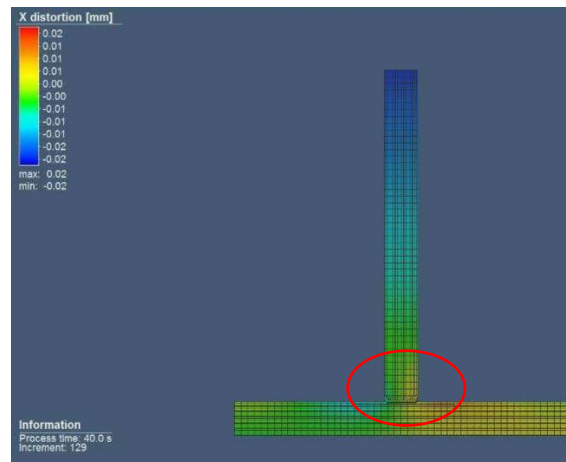 X distortion [mm]
0.02
0.01
0.01
0.01
0.00
-0.00
-0.01
-0.01
-0.01
-0.02
-0.02
max: 0.02
min: -0.02
Information
Process time: 40.0 s
Increment: 129